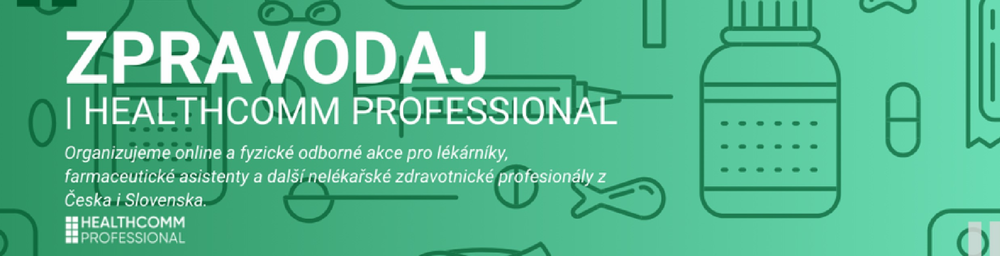 ZPRAVODAJ
| HEALTHCOMM PROFESSIONAL
Organizujeme online a fyzické odborné akce pro lékárníky,
farmaceutické asistenty a další nelékařské zdravotnické profesionály z
Česka i Slovenska.
HEALTHCOMM
PROFESSIONAL